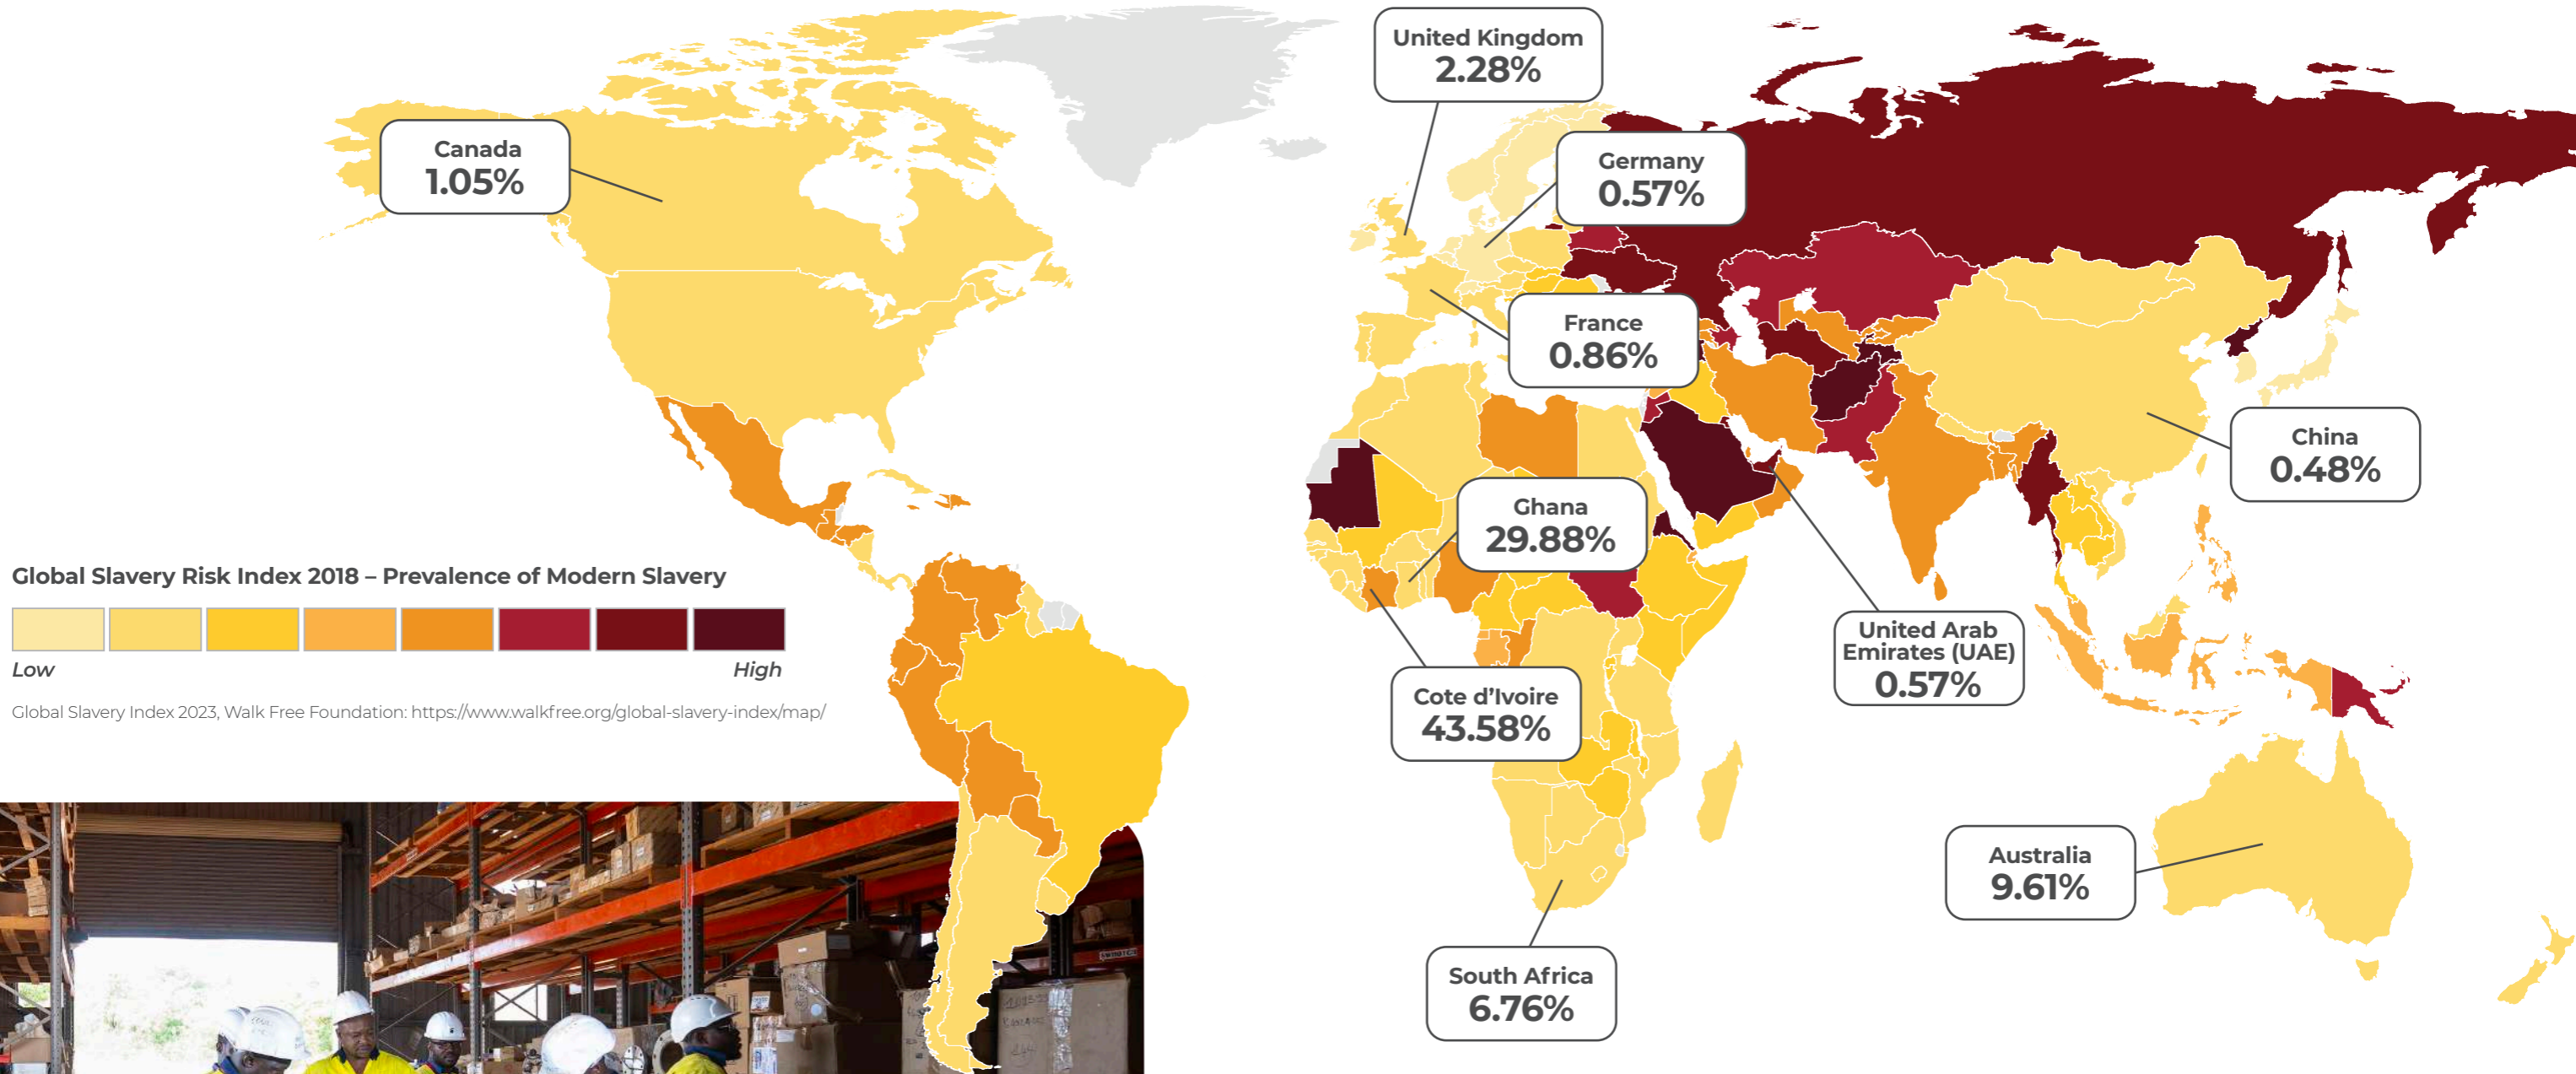 United Kingdom
2.28%
Canada
1.05%
Germany
0.57%
France
0.86%
China
0.48%
Ghana
29.88%
Global Slavery Risk Index 2018 – Prevalence of Modern Slavery
Low
High
Global Slavery Index 2023, Walk Free Foundation: https://www.walkfree.org/global-slavery-index/map/
United Arab
Emirates (UAE)
0.57%
Cote d’Ivoire
43.58%
Australia
9.61%
South Africa
6.76%